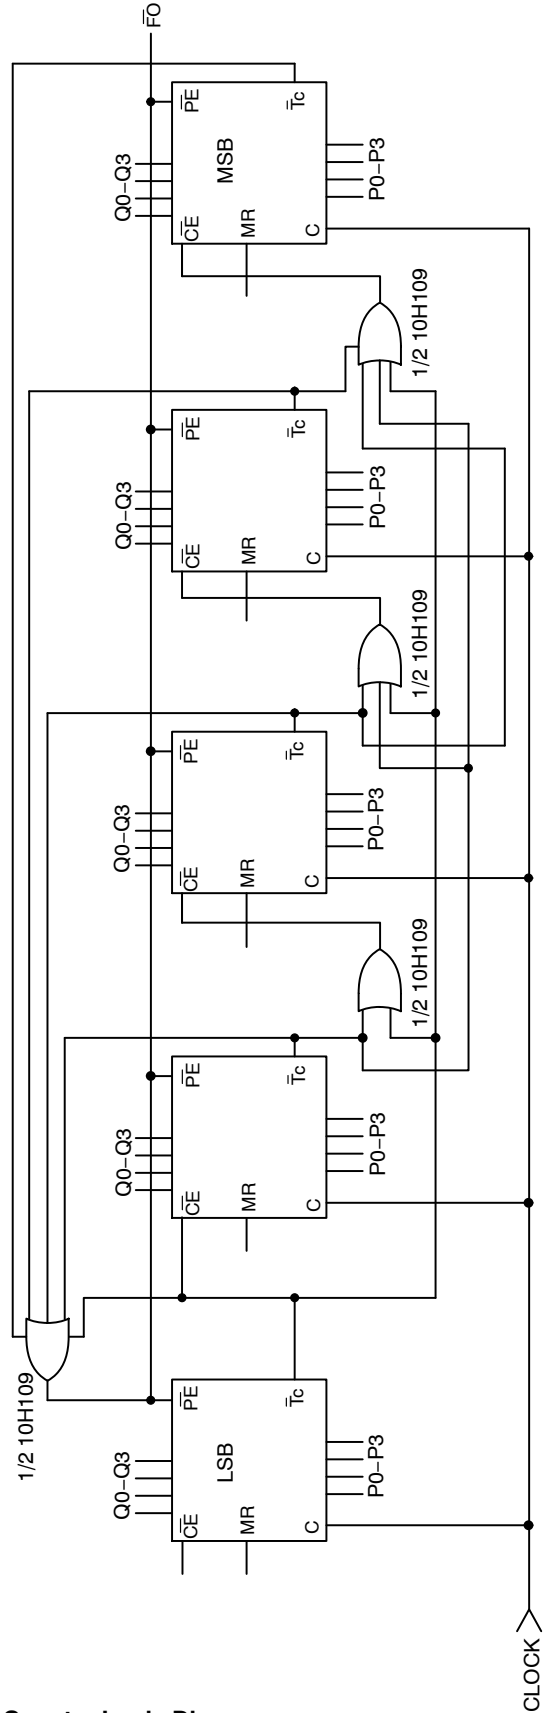 F̅O
P̅E
T̅c
MSB
Q0–Q3
P0–P3
C̅E
MR
C
1/2 10H109
P̅E
T̅c
Q0–Q3
P0–P3
C̅E
MR
C
1/2 10H109
P̅E
T̅c
Q0–Q3
P0–P3
C̅E
MR
C
1/2 10H109
P̅E
T̅c
Q0–Q3
P0–P3
C̅E
MR
C
1/2 10H109
P̅E
T̅c
LSB
Q0–Q3
P0–P3
C̅E
MR
C
CLOCK